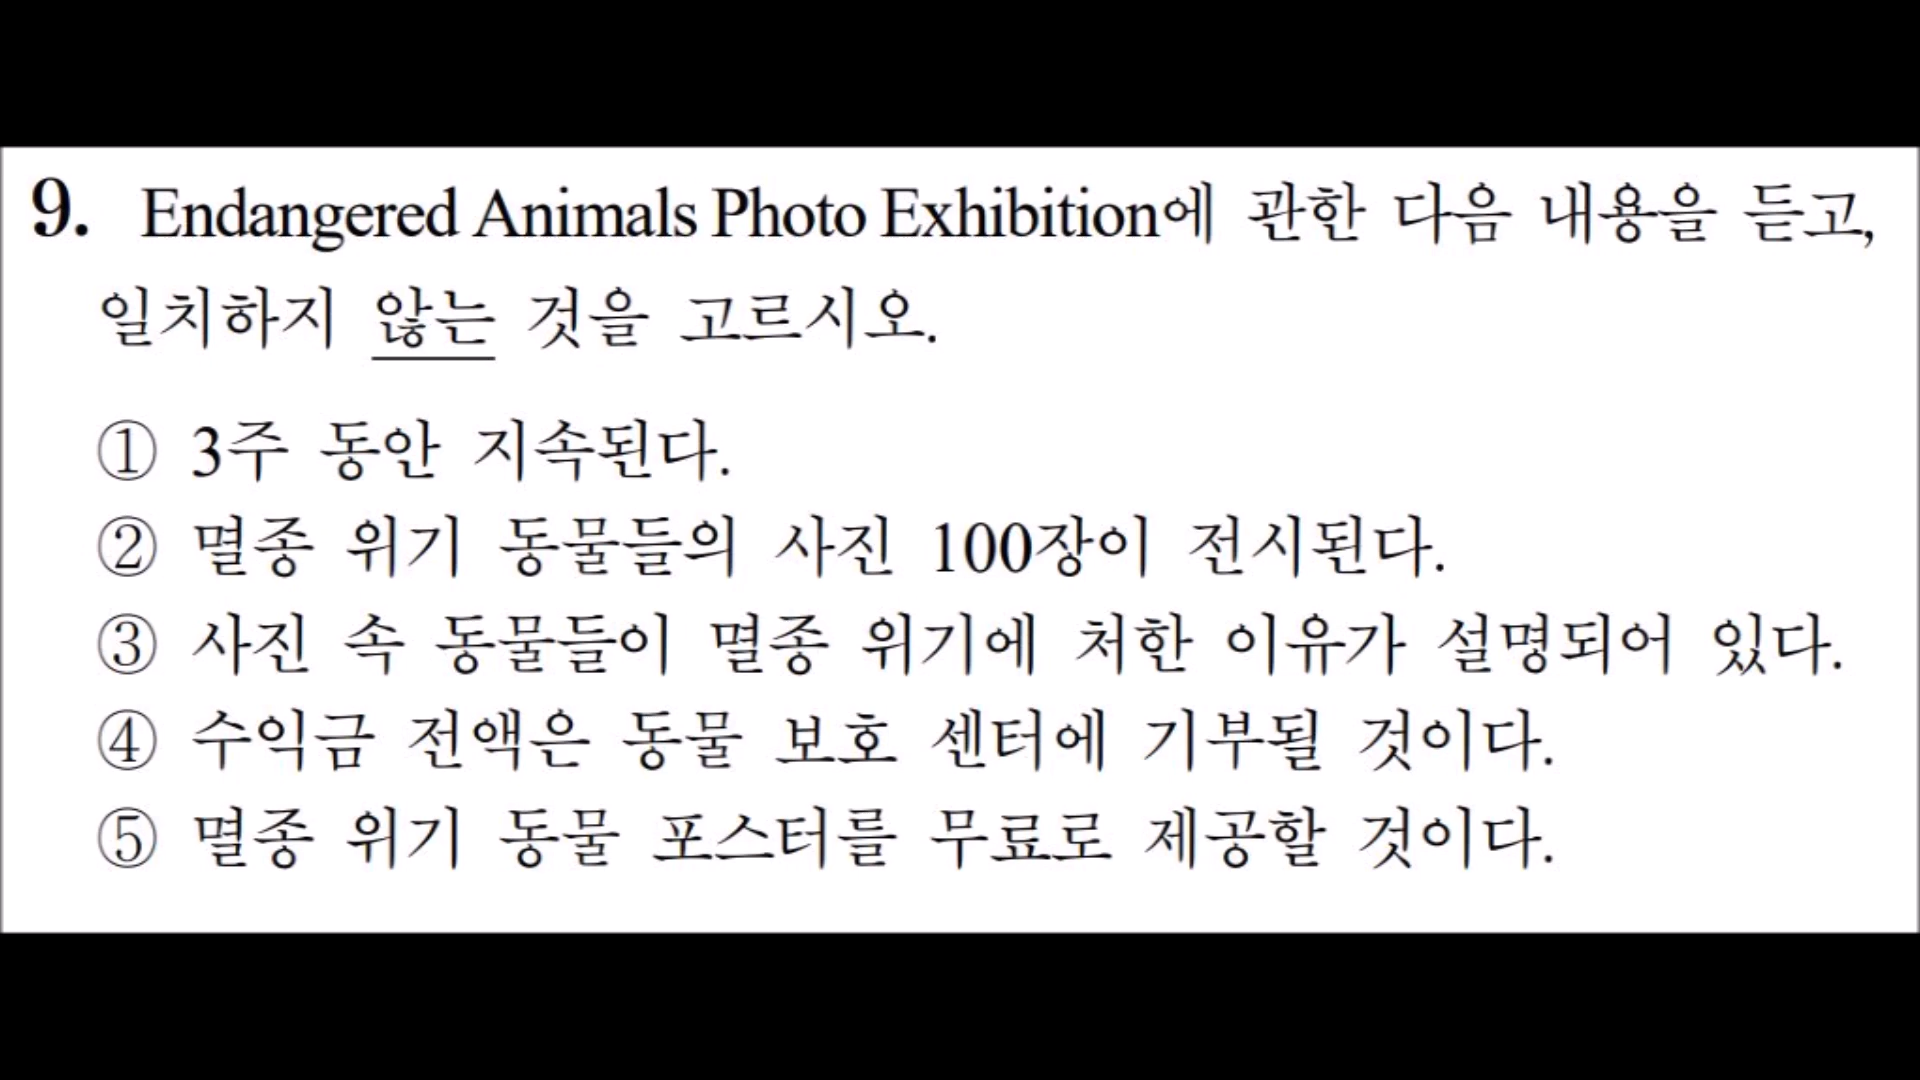 9. Endangered Animals Photo Exhibition에 관한 다음 내용을 듣고,
일치하지 않는 것을 고르시오.
① 3주 동안 지속된다.
② 멸종 위기 동물들의 사진 100장이 전시된다.
③ 사진 속 동물들이 멸종 위기에 처한 이유가 설명되어 있다.
④ 수익금 전액은 동물 보호 센터에 기부될 것이다.
⑤ 멸종 위기 동물 포스터를 무료로 제공할 것이다.